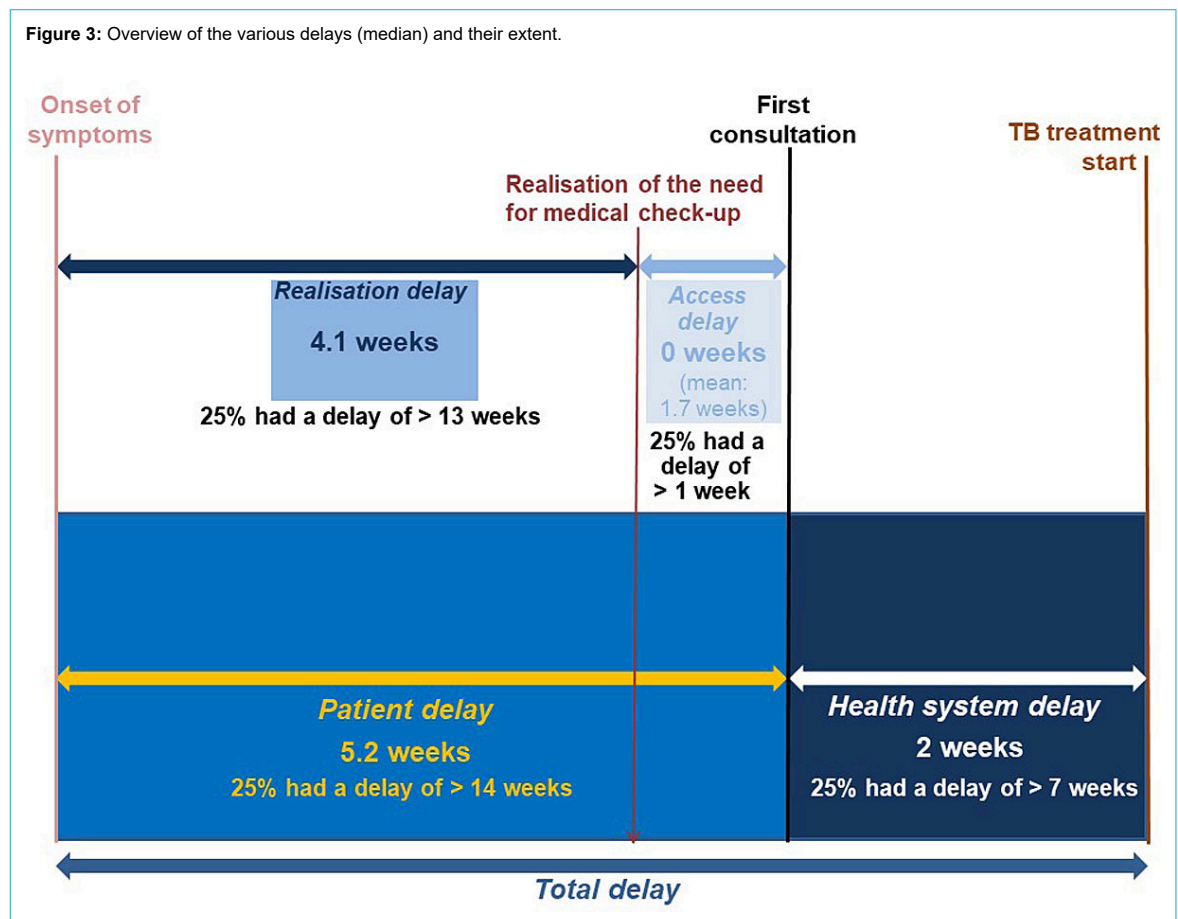 Figure 3: Overview of the various delays (median) and their extent.
Onset of
symptoms
First
consultation
TB treatment
start
Realisation of the need
for medical check-up
Realisation delay
4.1 weeks
25% had a delay of > 13 weeks
Access
delay
0 weeks
(mean:
1.7 weeks)
25% had a
delay of
> 1 week
Patient delay
5.2 weeks
25% had a delay of > 14 weeks
Health system delay
2 weeks
25% had a delay of > 7 weeks
Total delay